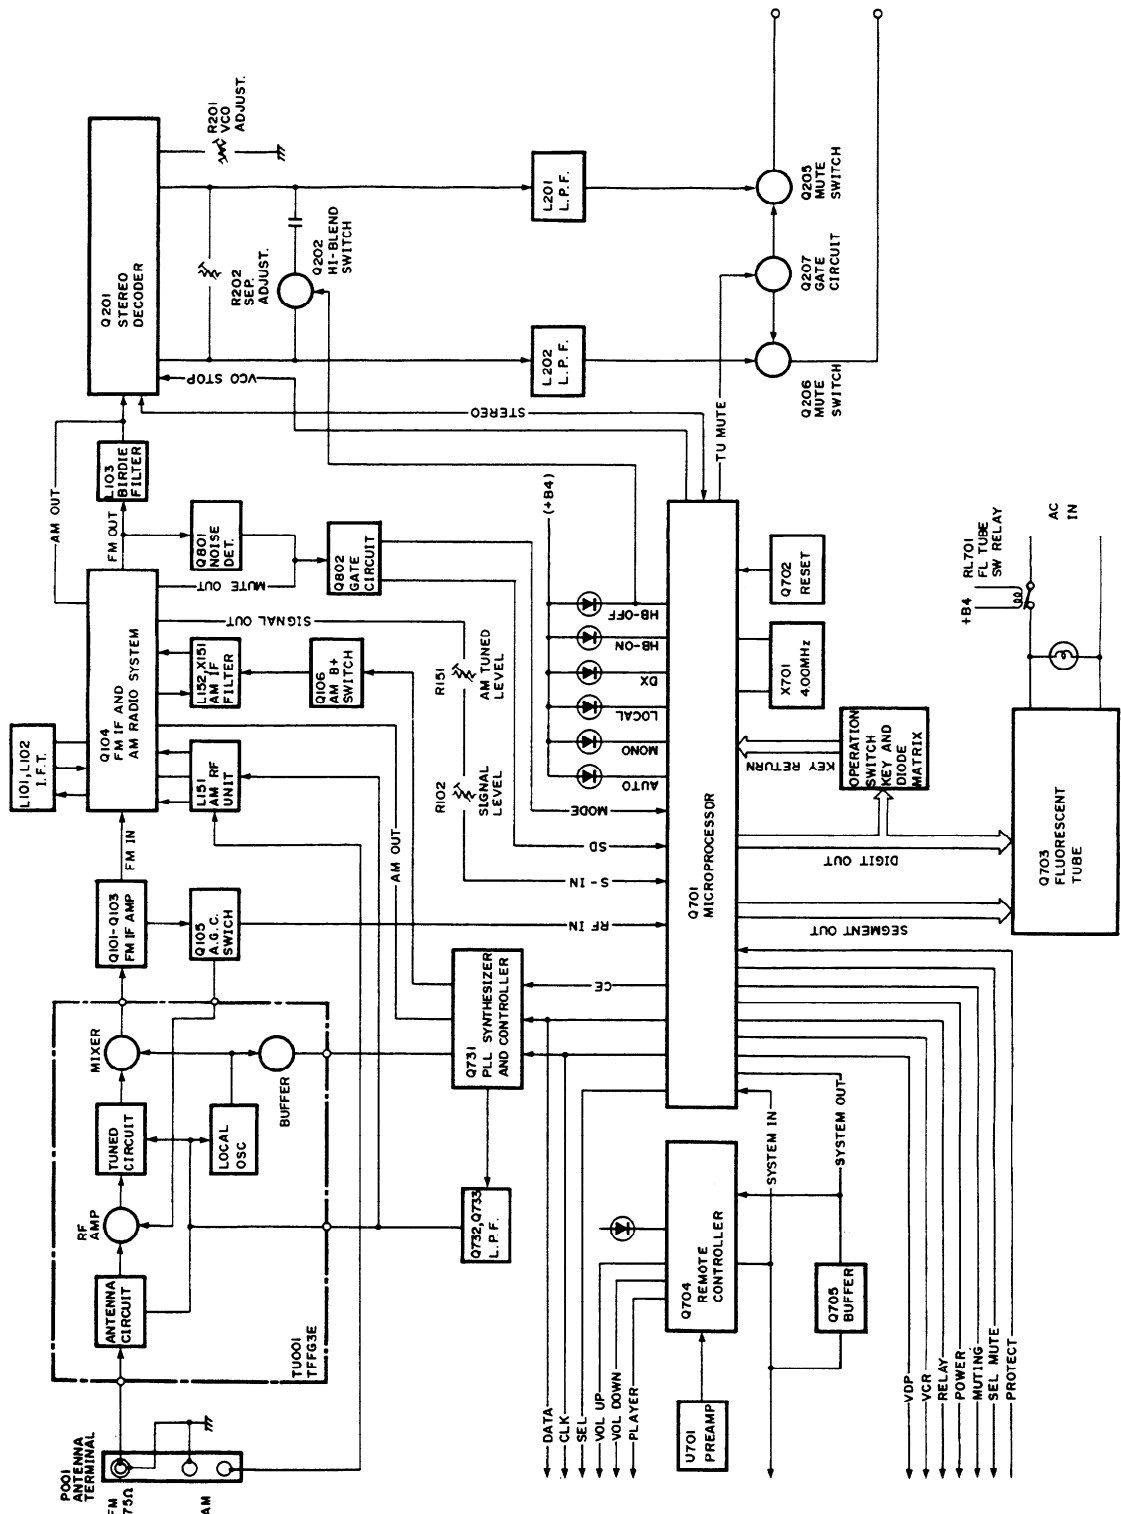 P001
ANTENNA
TERMINAL
FM
75Ω
AM
TU001
TFFG3E
ANTENNA
CIRCUIT
RF
AMP
TUNED
CIRCUIT
MIXER
LOCAL
OSC
BUFFER
Q101-Q103
FM IF AMP
Q105
A.G.C.
SWICH
FM IN
L101,L102
I.F.T.
Q104
FM IF AND
AM RADIO SYSTEM
L151
AM RF
UNIT
L152,X151
AM IF
FILTER
Q106
AM B+
SWITCH
FM OUT
AM OUT
MUTE OUT
SIGNAL OUT
L103
BIRDIE
FILTER
Q801
NOISE
DET.
Q802
GATE
CIRCUIT
Q201
STEREO
DECODER
R201
VCO
ADJUST.
R202
SEP.
ADJUST.
Q202
HI-BLEND
SWITCH
VCO STOP
STEREO
L201
L.P.F.
L202
L.P.F.
Q205
MUTE
SWITCH
Q207
GATE
CIRCUIT
Q206
MUTE
SWITCH
TU MUTE
R151
AM TUNED
LEVEL
R102
SIGNAL
LEVEL
AM OUT
Q731
PLL SYNTHESIZER
AND CONTROLLER
Q732,Q733
L.P.F.
(+B4)
HB-OFF
HB-ON
DX
LOCAL
MONO
AUTO
MODE
SD
S-IN
RF IN
CE
Q701
MICROPROCESSOR
Q702
RESET
X701
4.00MHz
OPERATION
SWITCH
KEY AND
DIODE
MATRIX
KEY RETURN
DIGIT OUT
SEGMENT OUT
Q703
FLUORESCENT
TUBE
+B4
RL701
FL TUBE
SW RELAY
AC
IN
Q704
REMOTE
CONTROLLER
U701
PREAMP
Q705
BUFFER
SYSTEM IN
SYSTEM OUT
DATA
CLK
SEL
VOL UP
VOL DOWN
PLAYER
VDP
VCR
RELAY
POWER
MUTING
SEL MUTE
PROTECT